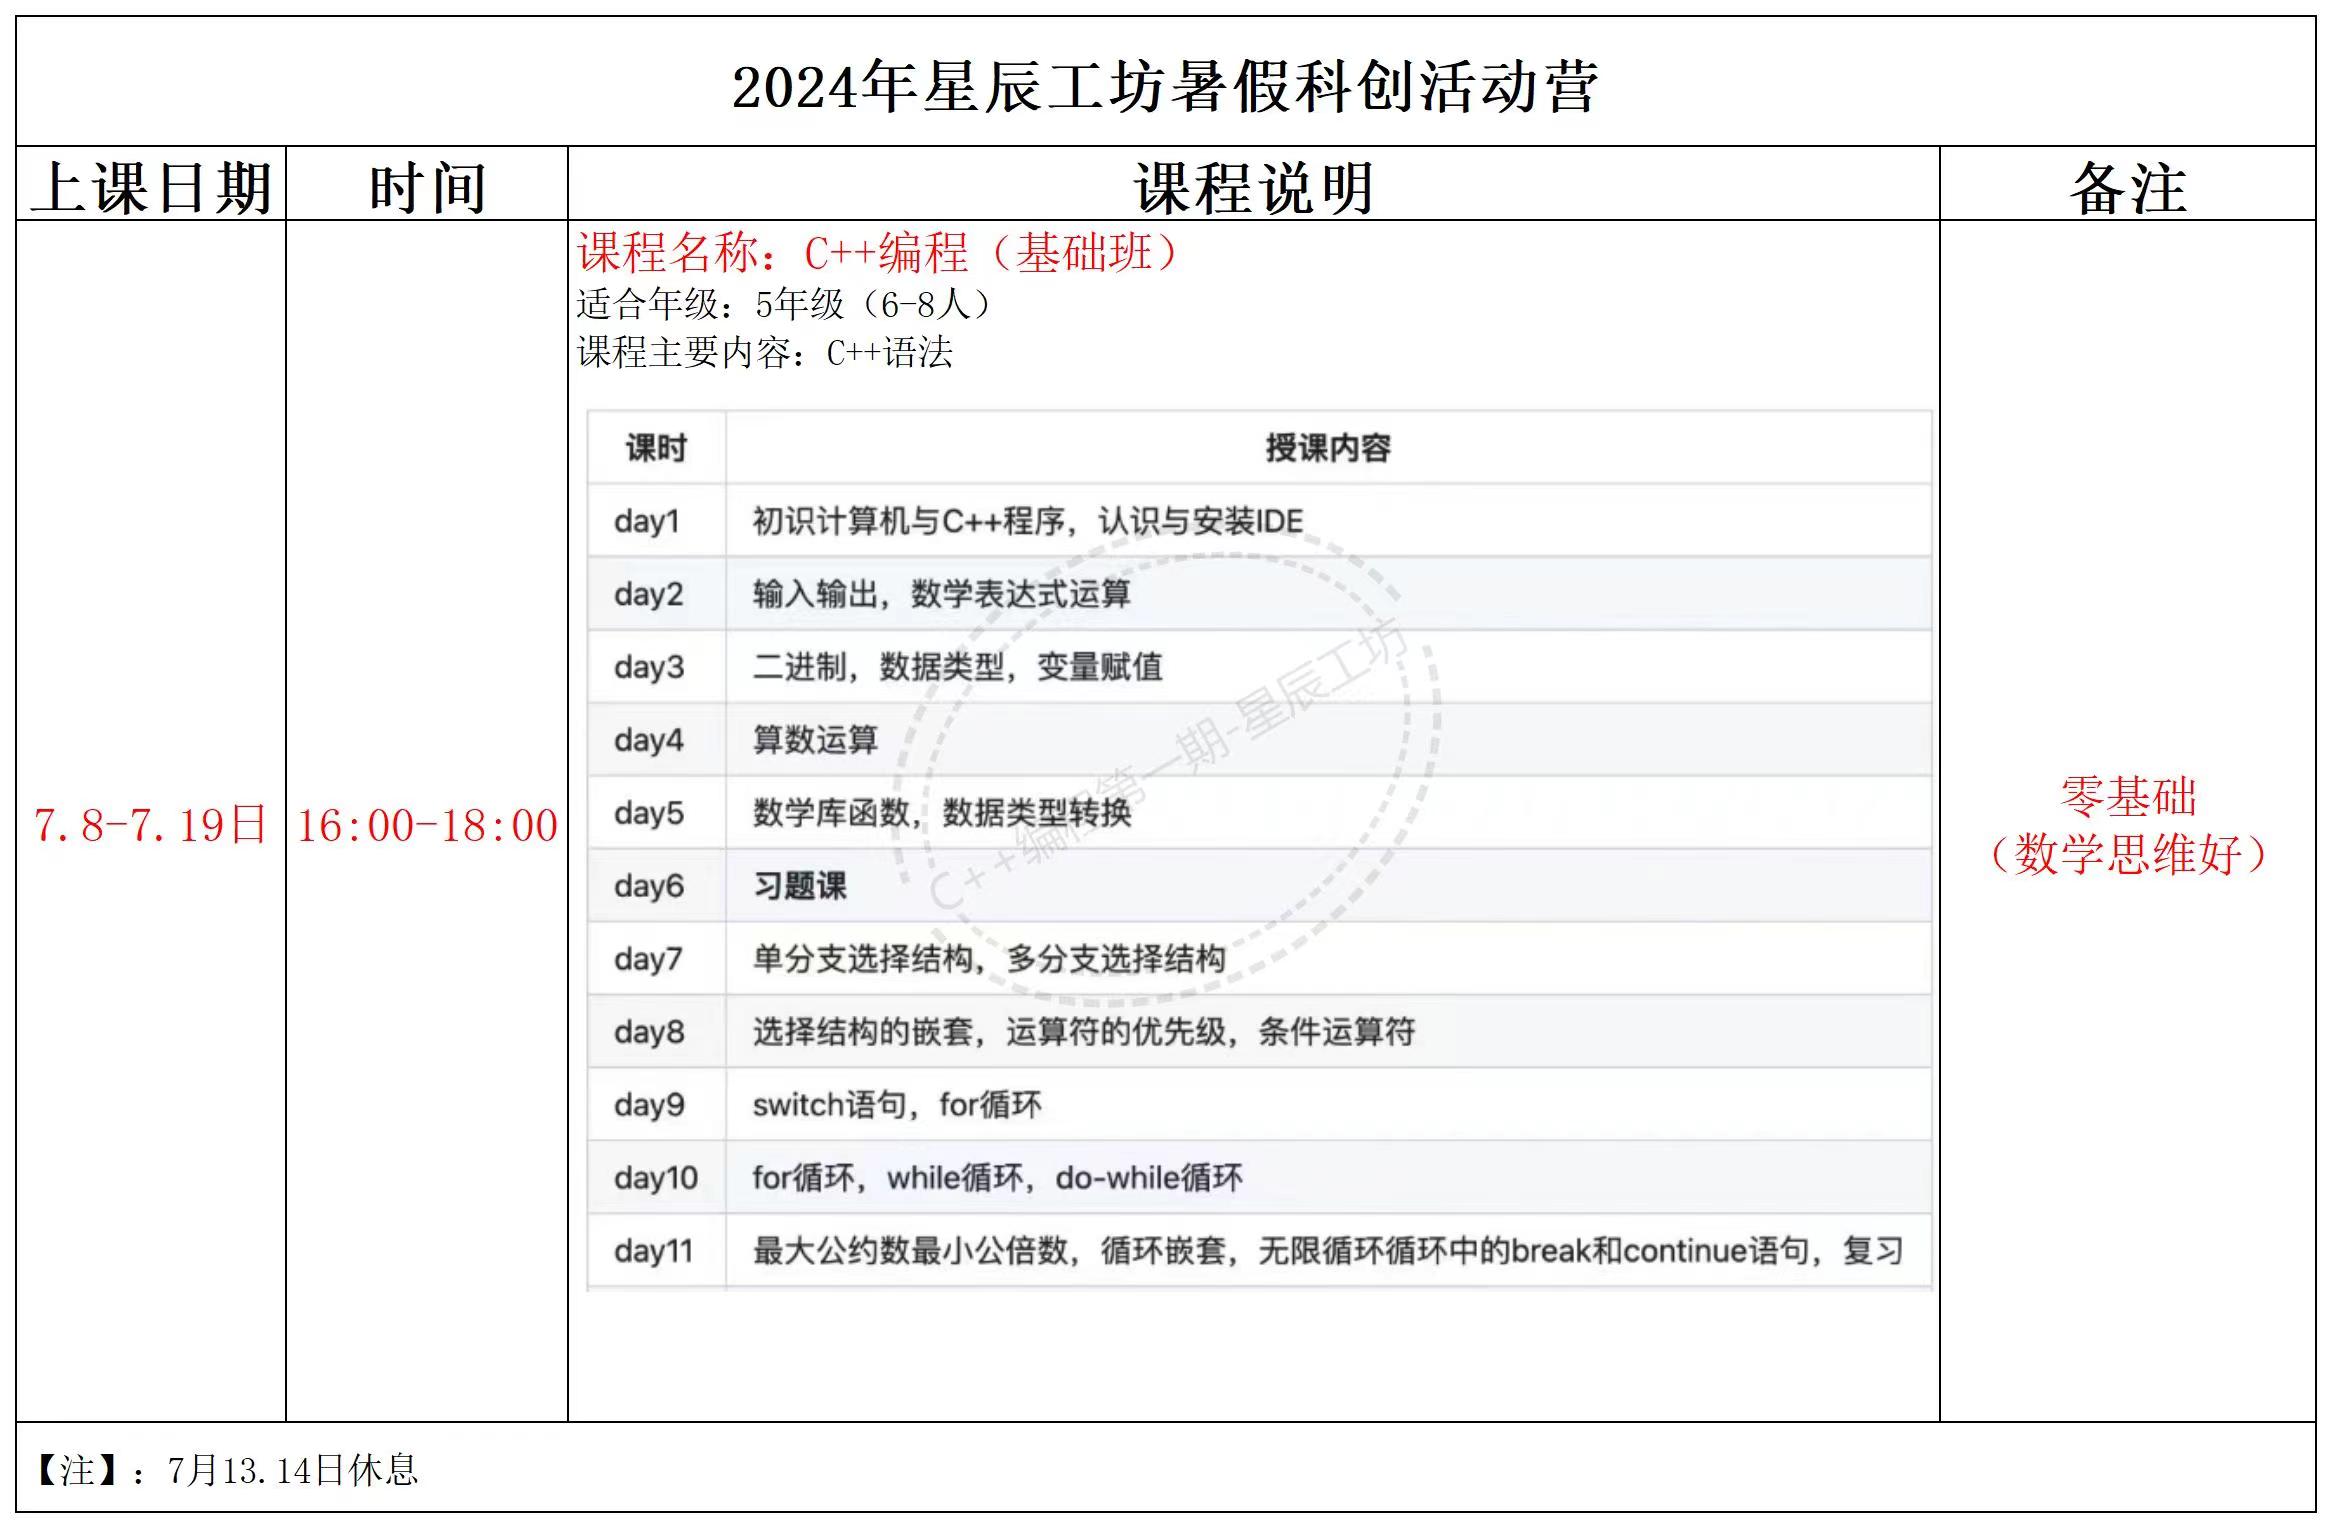 2024年星辰工坊暑假科创活动营
上课日期 时间 课程说明 备注
7.8-7.19日
16:00-18:00
课程名称：C++编程（基础班）
适合年级：5年级（6-8人）
课程主要内容：C++语法
课时 授课内容
day1 初识计算机与C++程序，认识与安装IDE
day2 输入输出，数学表达式运算
day3 二进制，数据类型，变量赋值
day4 算数运算
day5 数学库函数，数据类型转换
day6 习题课
day7 单分支选择结构，多分支选择结构
day8 选择结构的嵌套，运算符的优先级，条件运算符
day9 switch语句，for循环
day10 for循环，while循环，do-while循环
day11 最大公约数最小公倍数，循环嵌套，无限循环循环中的break和continue语句，复习
C++编程第一期-星辰工坊
零基础
（数学思维好）
【注】：7月13.14日休息